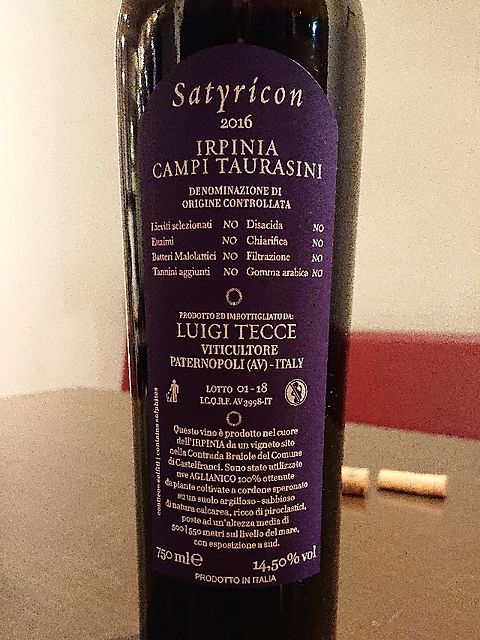 Satyricon
2016
IRPINIA
CAMPI TAURASINI
DENOMINAZIONE DI
ORIGINE CONTROLLATA
Lieviti selezionati NO Disacida NO
Enzimi NO Chiarifica NO
Batteri Malolattici NO Filtrazione NO
Tannini aggiunti NO Gomma arabica NO
PRODOTTO ED IMBOTTIGLIATO DA:
LUIGI TECCE
VITICULTORE
PATERNOPOLI (AV) - ITALY
LOTTO 01 - 18
I.C.Q.R.F. AV 3998-IT
contiene solfiti | contains sulphites
Questo vino è prodotto nel cuore
dell'IRPINIA da un vigneto sito
nella Contrada Braiole del Comune
di Castelfranci. Sono state utilizzate
uve AGLIANICO 100% ottenute
da piante coltivate a cordone speronato
su un suolo argilloso - sabbioso
di natura calcarea, ricco di piroclastici,
poste ad un'altezza media di
500 | 550 metri sul livello del mare,
con esposizione a sud.
750 ml e 14,50% vol
PRODOTTO IN ITALIA